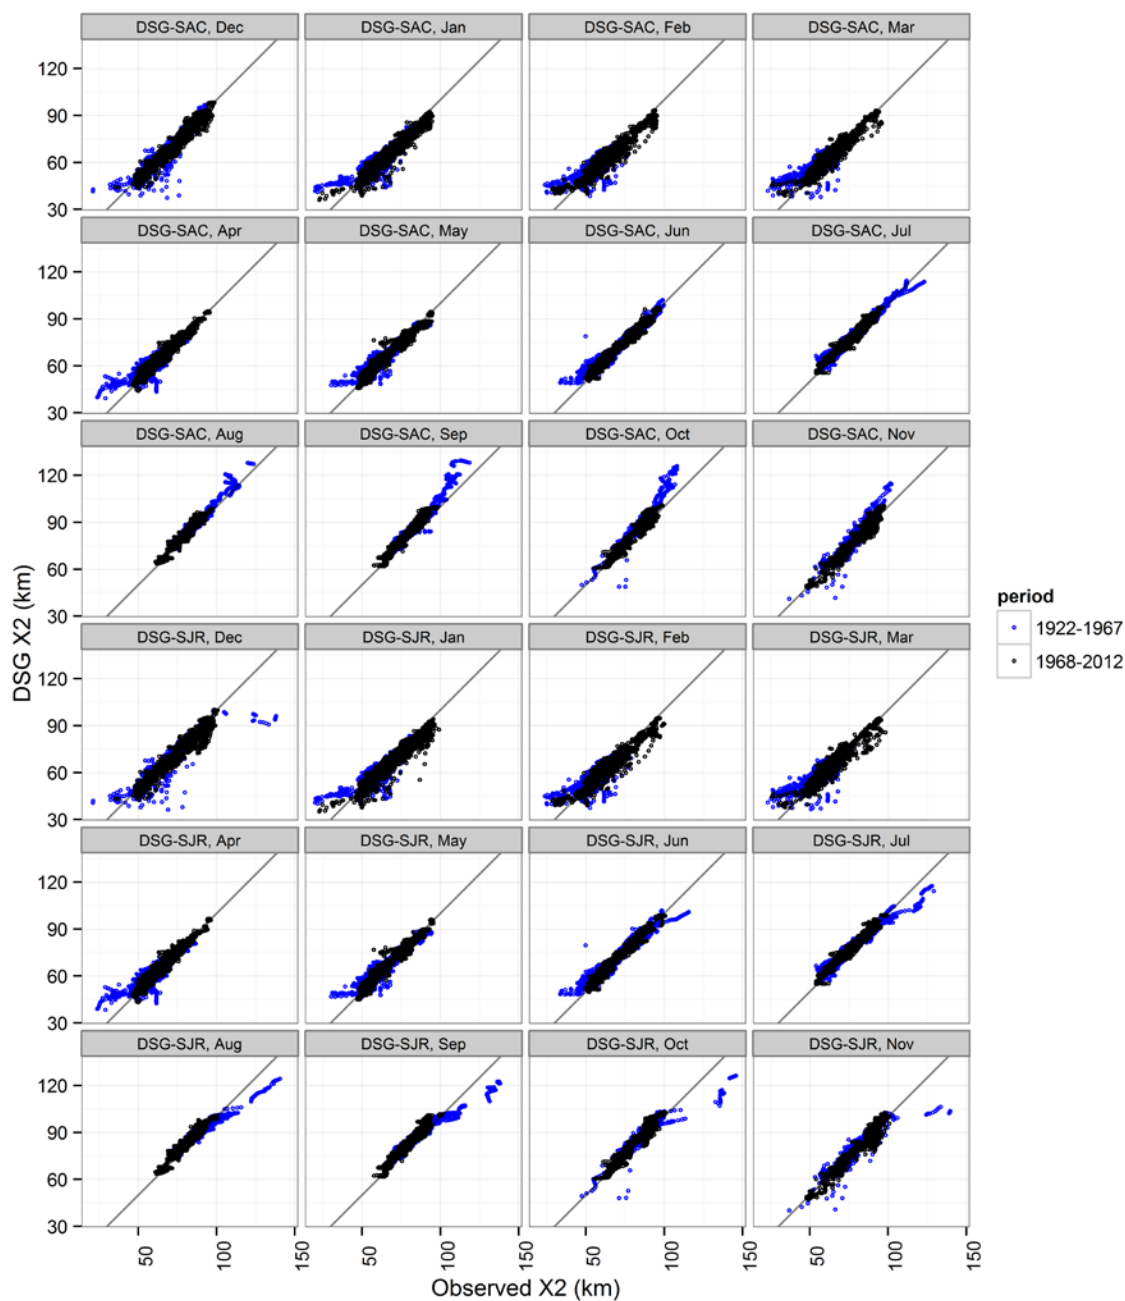 DSG-SAC, Dec DSG-SAC, Jan DSG-SAC, Feb DSG-SAC, Mar
120
90
60
30
DSG-SAC, Apr DSG-SAC, May DSG-SAC, Jun DSG-SAC, Jul
120
90
60
30
DSG-SAC, Aug DSG-SAC, Sep DSG-SAC, Oct DSG-SAC, Nov
120
90
60
30
DSG-SJR, Dec DSG-SJR, Jan DSG-SJR, Feb DSG-SJR, Mar
120
90
60
30
DSG-SJR, Apr DSG-SJR, May DSG-SJR, Jun DSG-SJR, Jul
120
90
60
30
DSG-SJR, Aug DSG-SJR, Sep DSG-SJR, Oct DSG-SJR, Nov
120
90
60
30
50 100 150 50 100 150 50 100 150 50 100 150
Observed X2 (km)
DSG X2 (km)
period
1922-1967
1968-2012